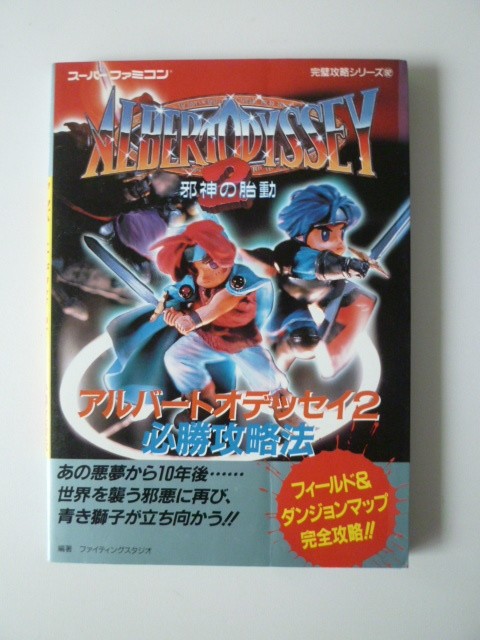 スーパーファミコン
完璧攻略シリーズ
ALBERT ODYSSEY
2
邪神の胎動
アルバートオデッセイ2
必勝攻略法
あの悪夢から10年後……
世界を襲う邪悪に再び、
青き獅子が立ち向かう!!
フィールド&
ダンジョンマップ
完全攻略!!
編著 ファイティングスタジオ